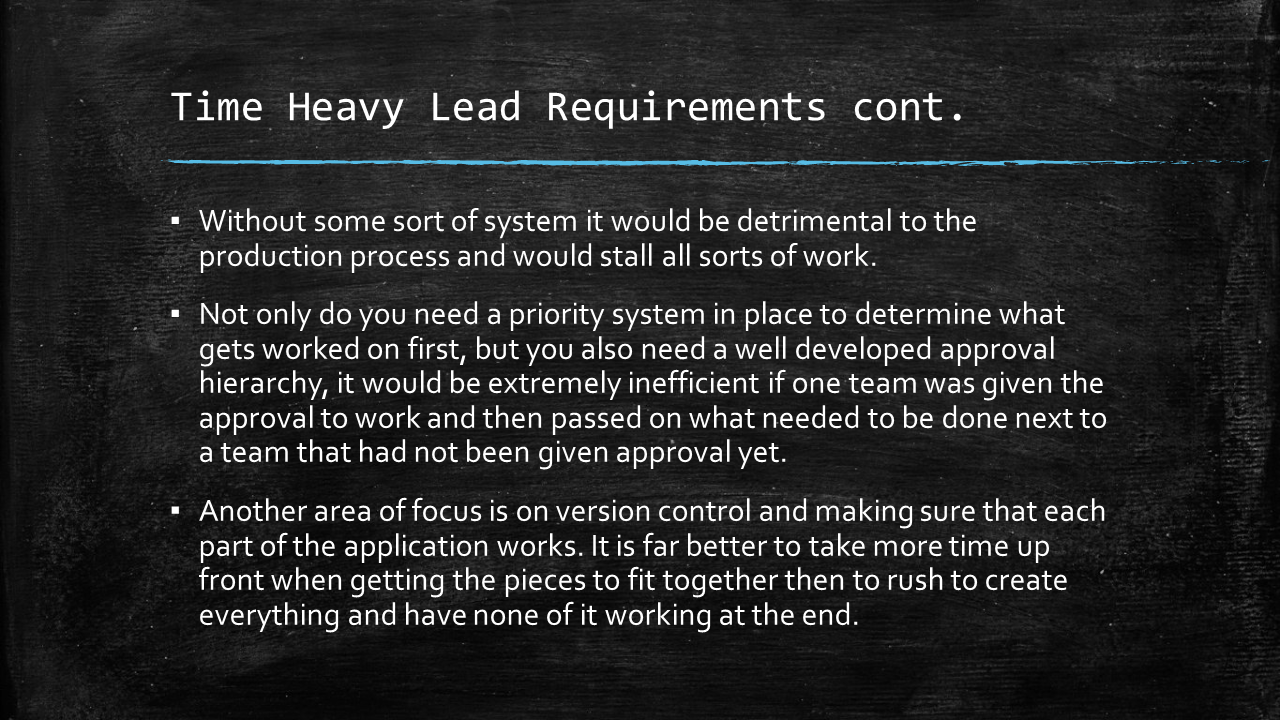 Time Heavy Lead Requirements cont.
▪ Without some sort of system it would be detrimental to the
production process and would stall all sorts of work.
▪ Not only do you need a priority system in place to determine what
gets worked on first, but you also need a well developed approval
hierarchy, it would be extremely inefficient if one team was given the
approval to work and then passed on what needed to be done next to
a team that had not been given approval yet.
▪ Another area of focus is on version control and making sure that each
part of the application works. It is far better to take more time up
front when getting the pieces to fit together then to rush to create
everything and have none of it working at the end.